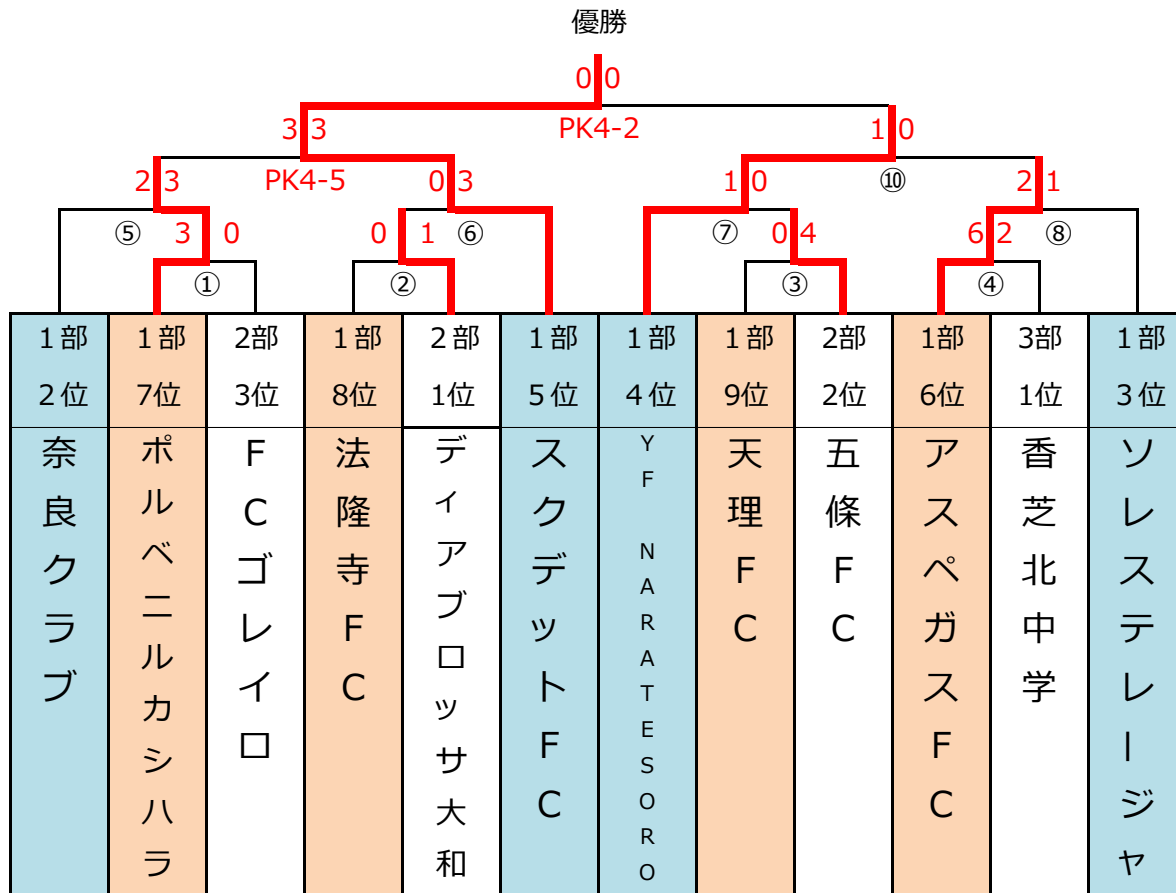 優勝
0 0
3 3 PK4-2 1 0
2 3 PK4-5 0 3 1 0 ⑩ 2 1
⑤ 3 0 0 1 ⑥ ⑦ 0 4 6 2 ⑧
① ② ③ ④
1部 1部 2部 1部 2部 1部 1部 1部 2部 1部 3部 1部
2位 7位 3位 8位 1位 5位 4位 9位 2位 6位 1位 3位
奈良クラブ
ポルベニルカシハラ
FCゴレイロ
法隆寺FC
ディアブロッサ大和
スクデットFC
YF NARATESORO
天理FC
五條FC
アスペガスFC
香芝北中学
ソレステレージャ